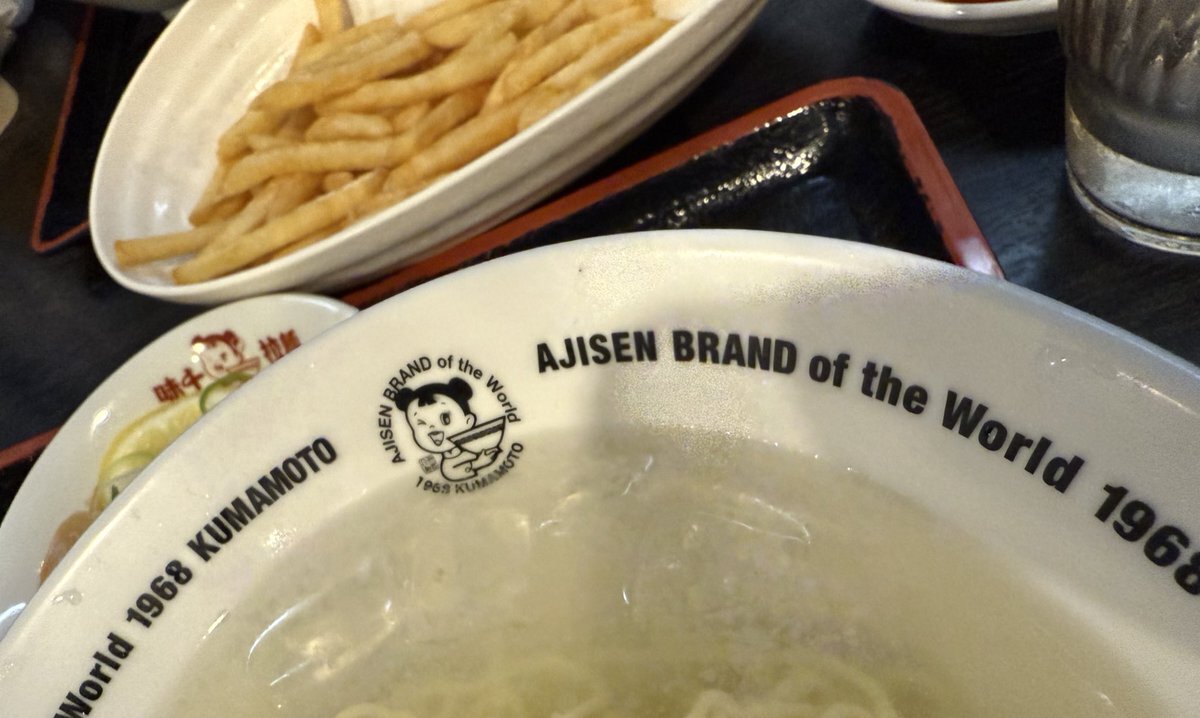 味千拉麺
AJISEN BRAND of the World
1968 KUMAMOTO
World 1968 KUMAMOTO
AJISEN BRAND of the World 1968